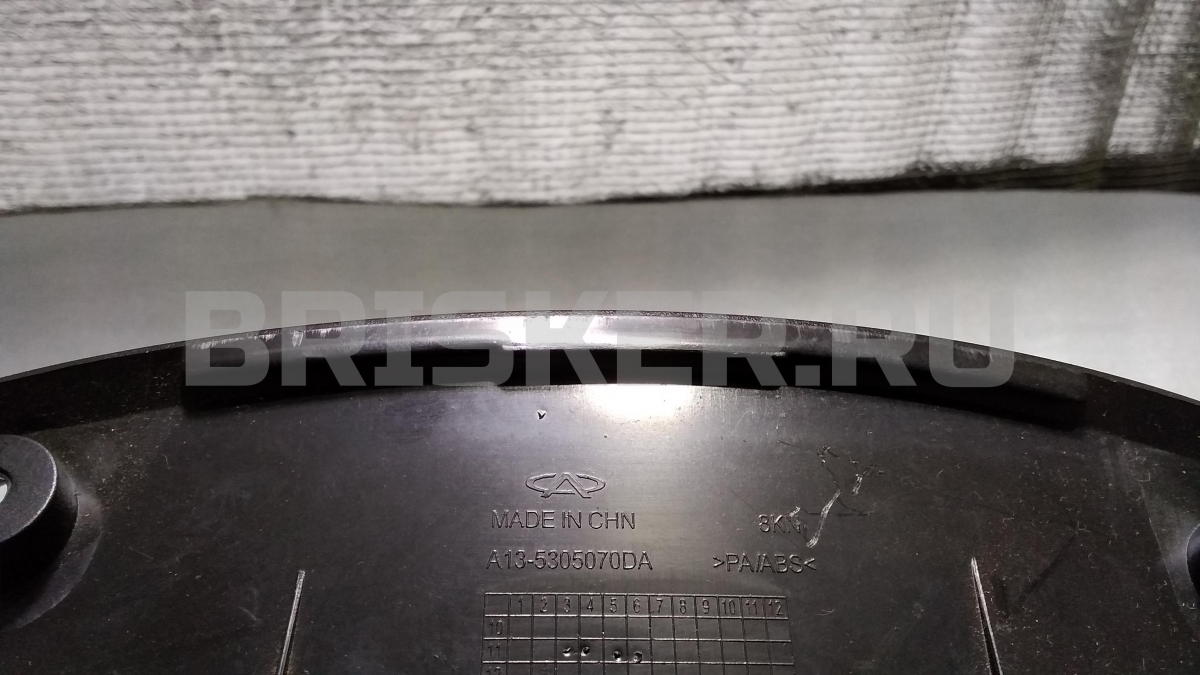 BRISKER.RU
MADE IN CHN
A13-5305070DA >PA/ABS<
1 2 3 4 5 6 7 8 9 10 11 12
10
11